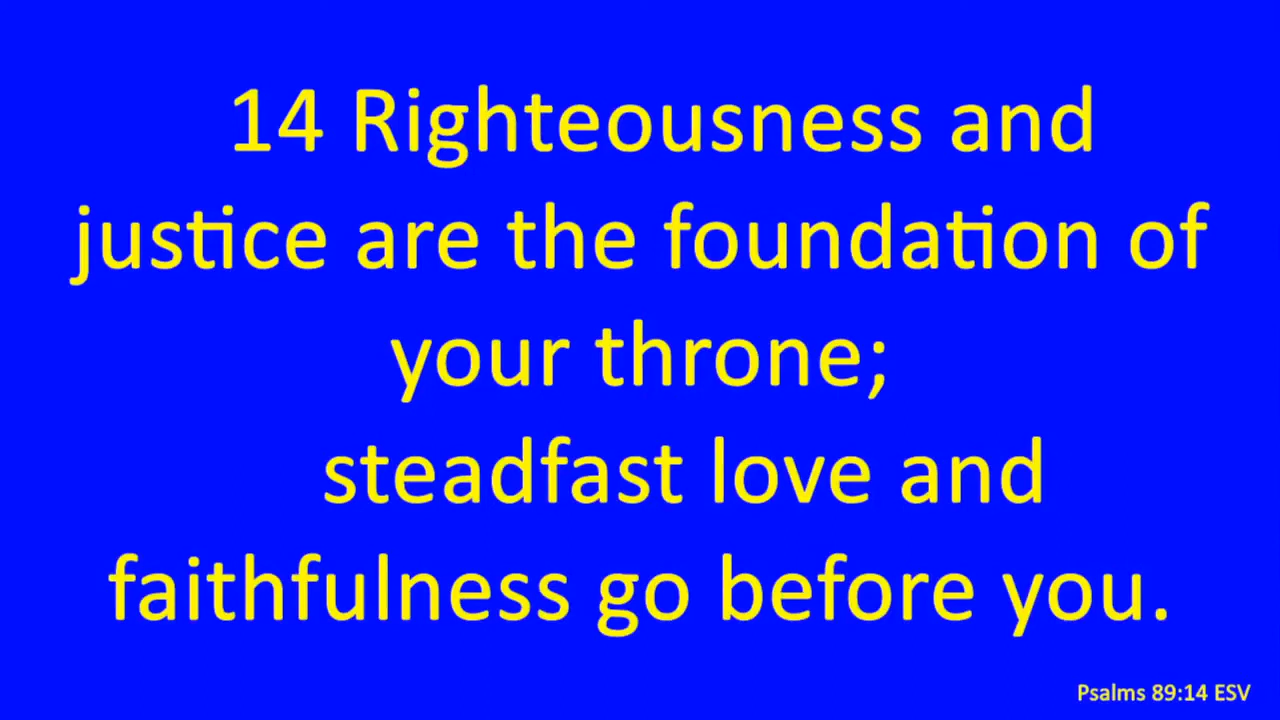 14 Righteousness and
justice are the foundation of
your throne;
steadfast love and
faithfulness go before you.
Psalms 89:14 ESV